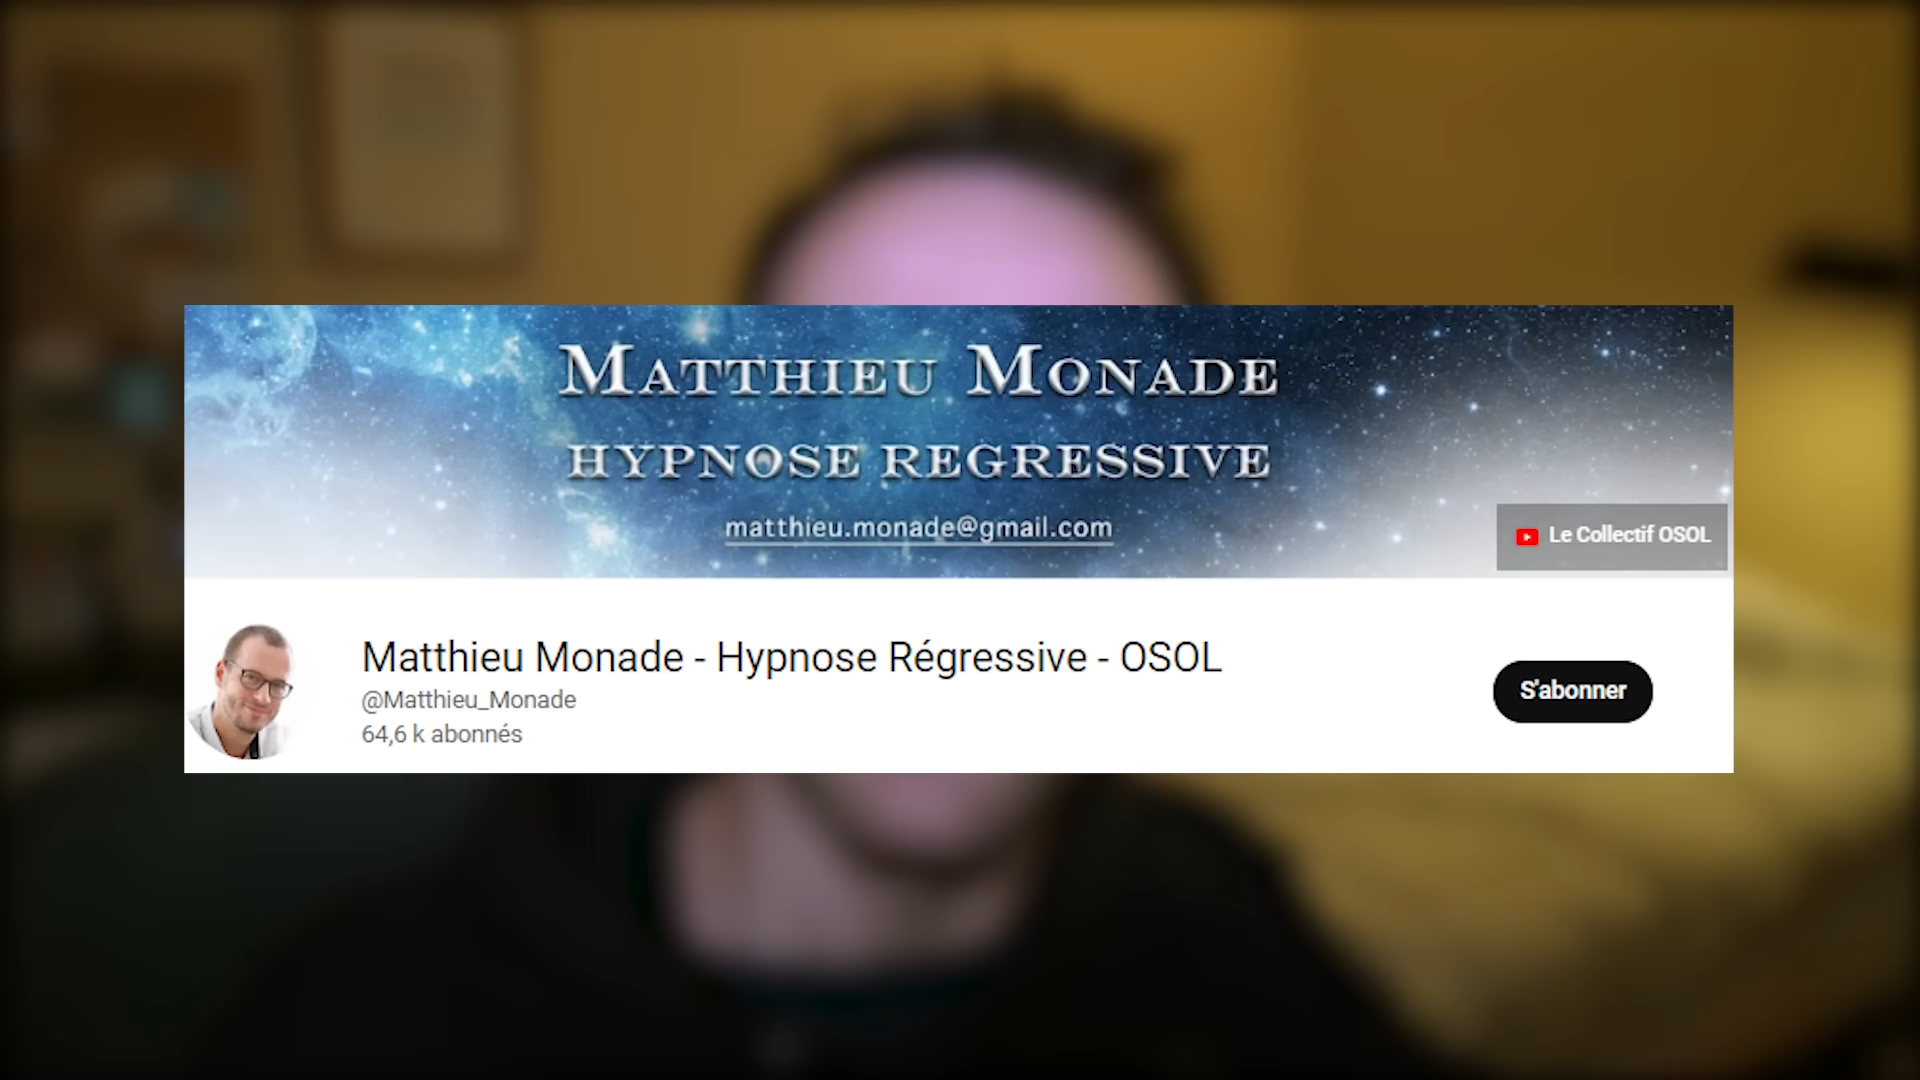 MATTHIEU MONADE
HYPNOSE REGRESSIVE
matthieu.monade@gmail.com
Le Collectif OSOL
Matthieu Monade - Hypnose Régressive - OSOL
@Matthieu_Monade
64,6 k abonnés
S'abonner